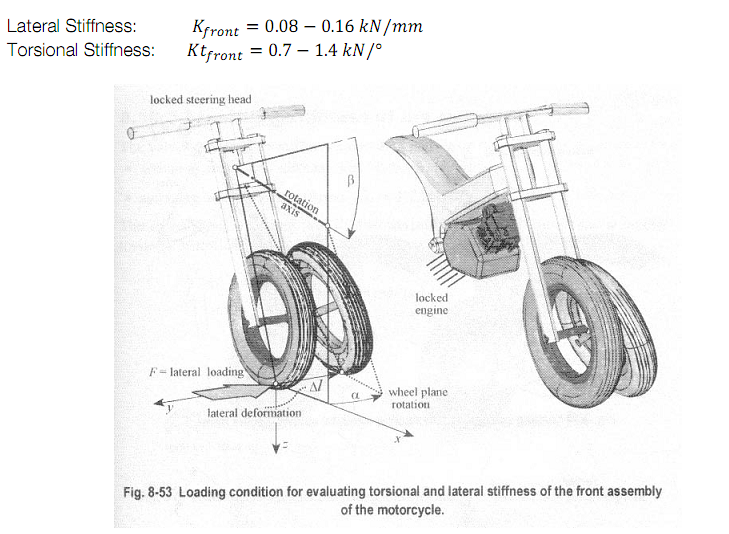 Lateral Stiffness: K_front = 0.08 – 0.16 kN/mm
Torsional Stiffness: Kt_front = 0.7 – 1.4 kN/°
locked steering head
β
rotation
axis
locked
engine
F = lateral loading
Δl
α
wheel plane
rotation
y
lateral deformation
x
z
Fig. 8-53 Loading condition for evaluating torsional and lateral stiffness of the front assembly
of the motorcycle.